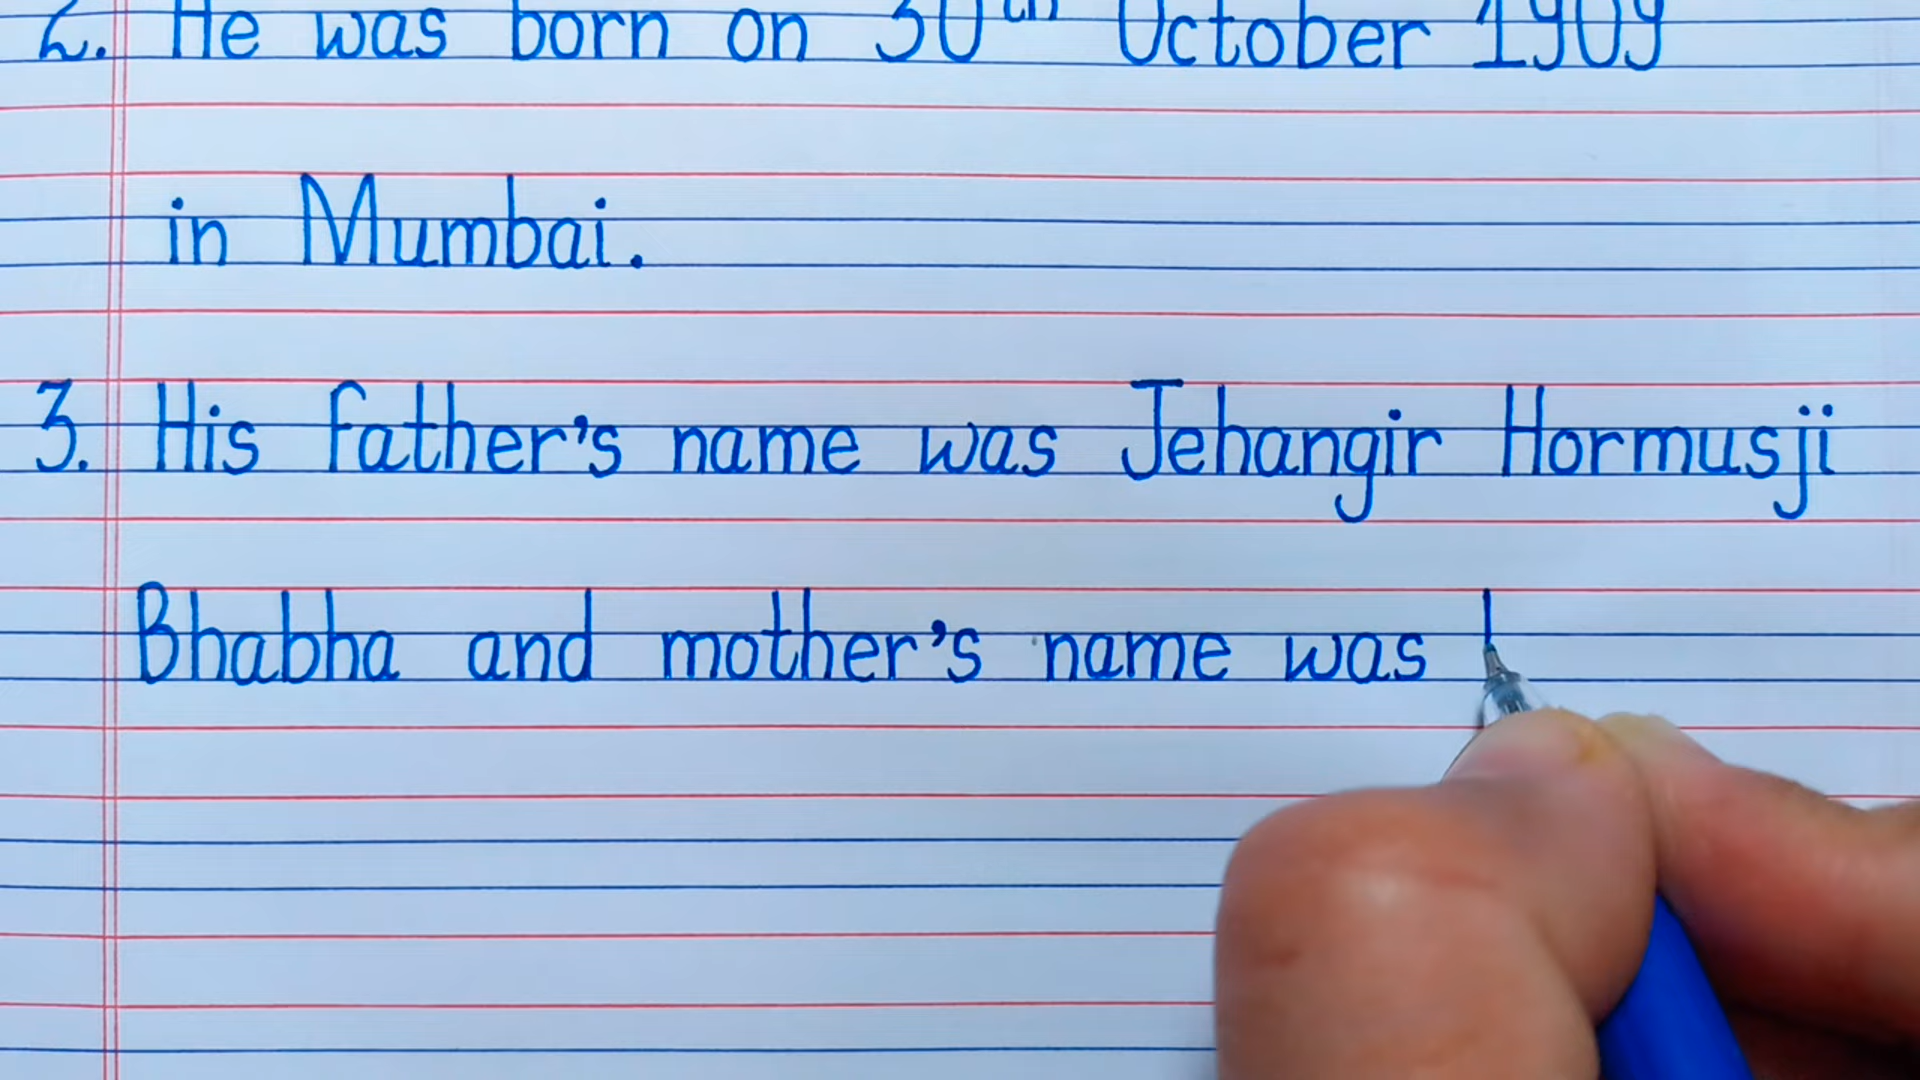 2. He was born on 30th October 1909
in Mumbai.
3. His father's name was Jehangir Hormusji
Bhabha and mother's name was